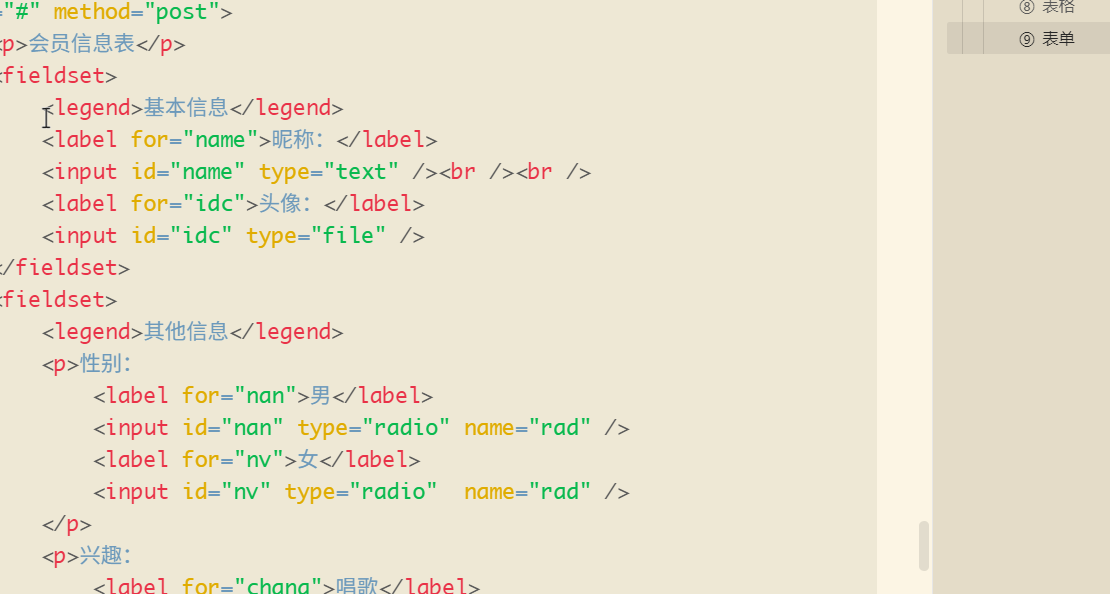 ="#" method="post">
<p>会员信息表</p>
<fieldset>
<legend>基本信息</legend>
<label for="name">昵称：</label>
<input id="name" type="text" /><br /><br />
<label for="idc">头像：</label>
<input id="idc" type="file" />
</fieldset>
<fieldset>
<legend>其他信息</legend>
<p>性别：
<label for="nan">男</label>
<input id="nan" type="radio" name="rad" />
<label for="nv">女</label>
<input id="nv" type="radio"  name="rad" />
</p>
<p>兴趣：
<label for="chang">唱歌</label>
⑧ 表格
⑨ 表单